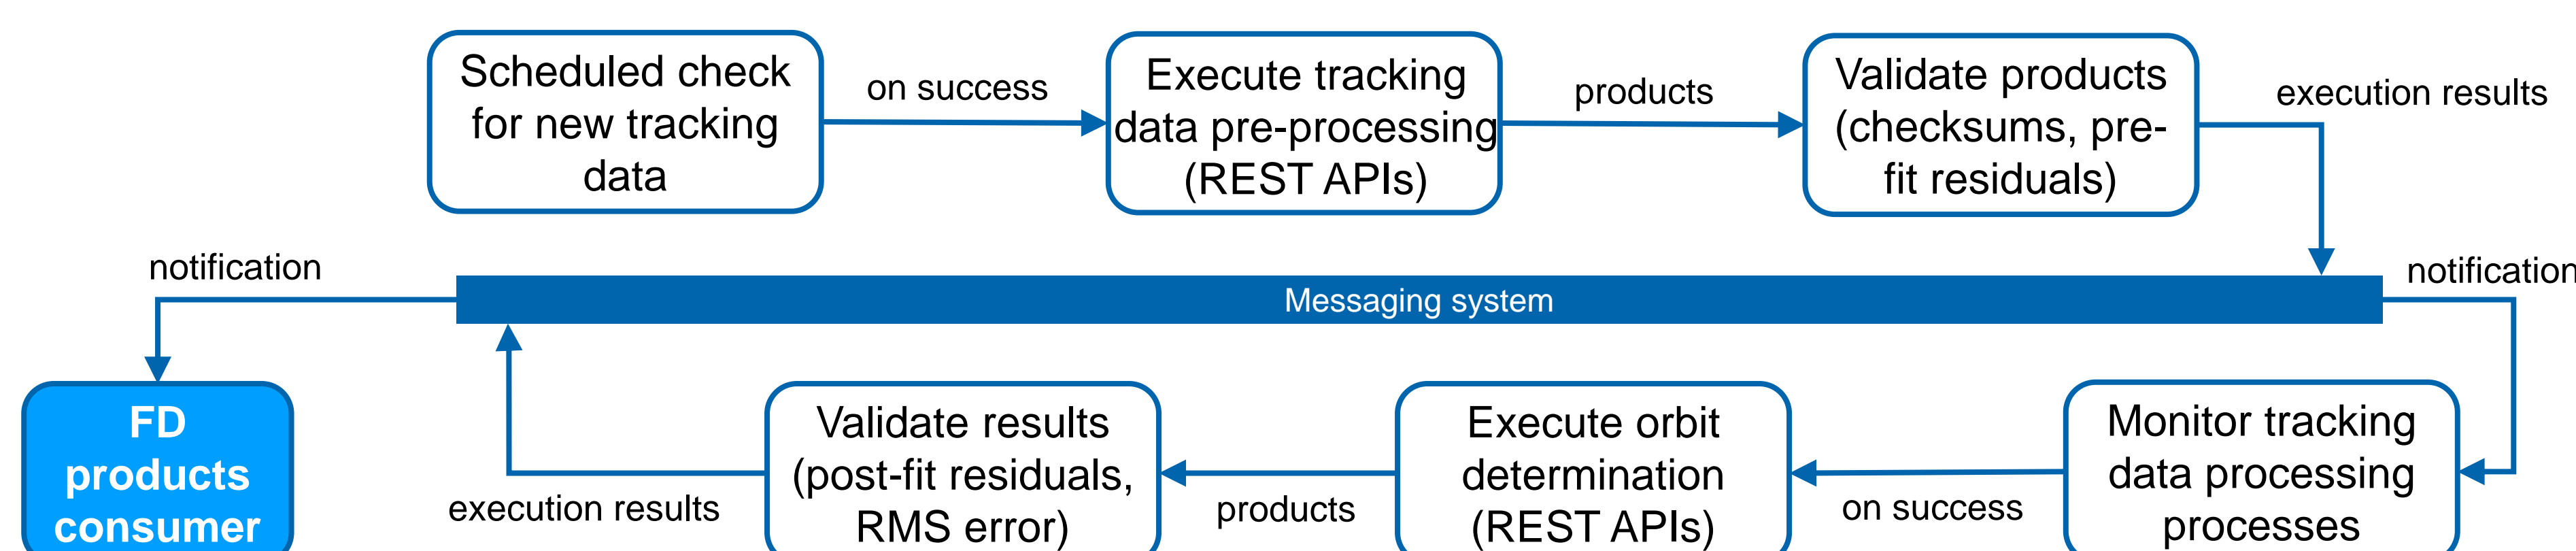 Scheduled check
for new tracking
data
on success
Execute tracking
data pre-processing
(REST APIs)
products
Validate products
(checksums, pre-
fit residuals)
execution results
notification
Messaging system
notification
FD
products
consumer
execution results
Validate results
(post-fit residuals,
RMS error)
products
Execute orbit
determination
(REST APIs)
on success
Monitor tracking
data processing
processes